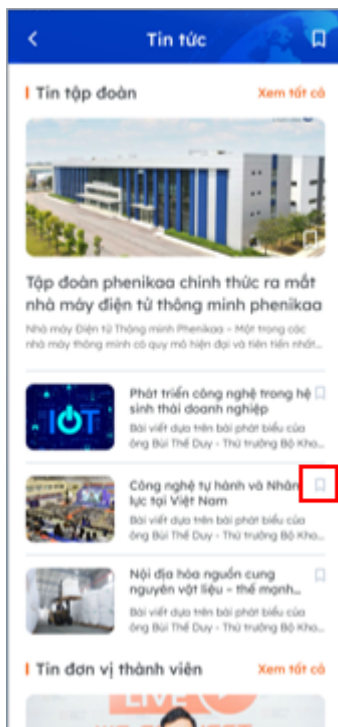 Tin tức
Tin tập đoàn
Xem tất cả
Tập đoàn phenikaa chính thức ra mắt
nhà máy điện tử thông minh phenikaa
Nhà máy Điện tử Thông minh Phenikaa – Một trong các
nhà máy thông minh có quy mô hiện đại và tiên tiến nhất...
IOT
Phát triển công nghệ trong hệ
sinh thái doanh nghiệp
Bài viết dựa trên bài phát biểu của
ông Bùi Thế Duy - Thứ trưởng Bộ Kho...
Công nghệ tự hành và Nhân
lực tại Việt Nam
Bài viết dựa trên bài phát biểu của
ông Bùi Thế Duy - Thứ trưởng Bộ Kho...
Nội địa hóa nguồn cung
nguyên vật liệu – thế mạnh...
Bài viết dựa trên bài phát biểu của
ông Bùi Thế Duy - Thứ trưởng Bộ Kho...
Tin đơn vị thành viên
Xem tất cả
LIVE